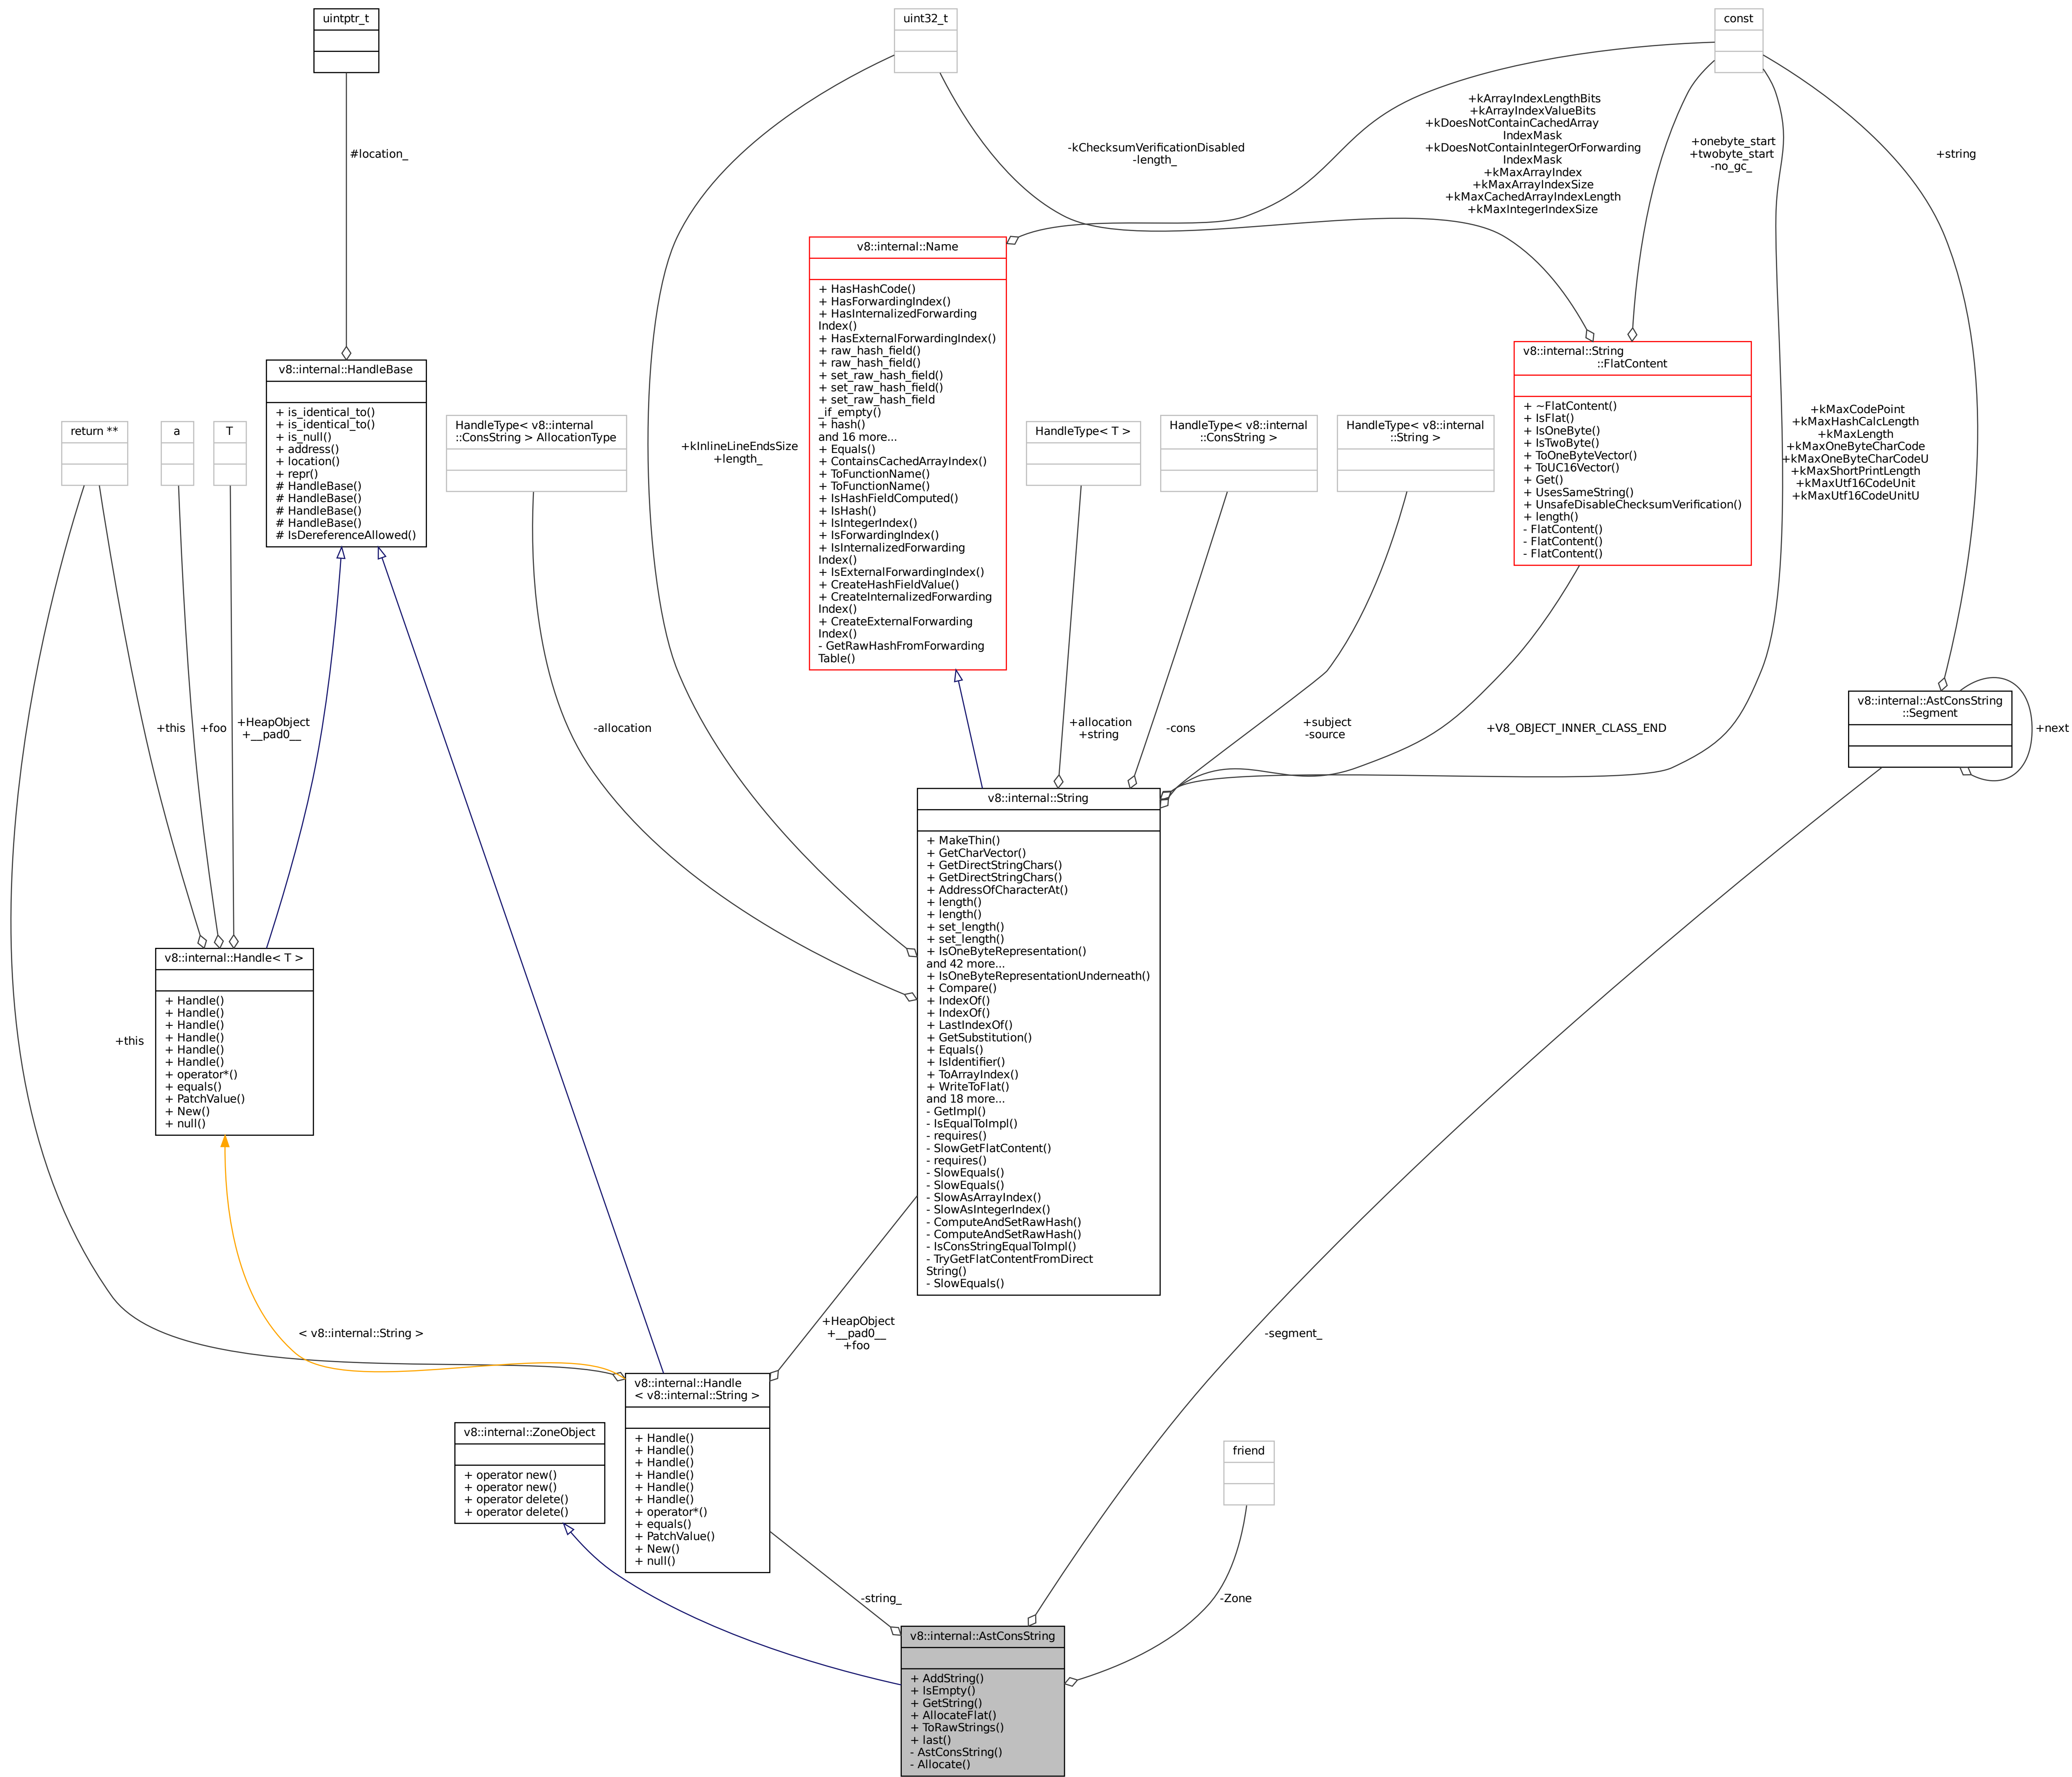 uintptr_t
uint32_t
const
#location_
-kChecksumVerificationDisabled
-length_
+kArrayIndexLengthBits
+kArrayIndexValueBits
+kDoesNotContainCachedArray
IndexMask
+kDoesNotContainIntegerOrForwarding
IndexMask
+kMaxArrayIndex
+kMaxArrayIndexSize
+kMaxCachedArrayIndexLength
+kMaxIntegerIndexSize
+onebyte_start
+twobyte_start
-no_gc_
+string
v8::internal::Name
+ HasHashCode()
+ HasForwardingIndex()
+ HasInternalizedForwarding
Index()
+ HasExternalForwardingIndex()
+ raw_hash_field()
+ raw_hash_field()
+ set_raw_hash_field()
+ set_raw_hash_field()
+ set_raw_hash_field
_if_empty()
+ hash()
and 16 more...
+ Equals()
+ ContainsCachedArrayIndex()
+ ToFunctionName()
+ ToFunctionName()
+ IsHashFieldComputed()
+ IsHash()
+ IsIntegerIndex()
+ IsForwardingIndex()
+ IsInternalizedForwarding
Index()
+ IsExternalForwardingIndex()
+ CreateHashFieldValue()
+ CreateInternalizedForwarding
Index()
+ CreateExternalForwarding
Index()
- GetRawHashFromForwarding
Table()
v8::internal::String
::FlatContent
+ ~FlatContent()
+ IsFlat()
+ IsOneByte()
+ IsTwoByte()
+ ToOneByteVector()
+ ToUC16Vector()
+ Get()
+ UsesSameString()
+ UnsafeDisableChecksumVerification()
+ length()
- FlatContent()
- FlatContent()
- FlatContent()
v8::internal::HandleBase
+ is_identical_to()
+ is_identical_to()
+ is_null()
+ address()
+ location()
+ repr()
# HandleBase()
# HandleBase()
# HandleBase()
# HandleBase()
# IsDereferenceAllowed()
return **
a
T
HandleType< v8::internal
::ConsString > AllocationType
+kInlineLineEndsSize
+length_
HandleType< T >
HandleType< v8::internal
::ConsString >
HandleType< v8::internal
::String >
+kMaxCodePoint
+kMaxHashCalcLength
+kMaxLength
+kMaxOneByteCharCode
+kMaxOneByteCharCodeU
+kMaxShortPrintLength
+kMaxUtf16CodeUnit
+kMaxUtf16CodeUnitU
v8::internal::AstConsString
::Segment
+next
+this
+foo
+HeapObject
+__pad0__
-allocation
+allocation
+string
-cons
+subject
-source
+V8_OBJECT_INNER_CLASS_END
v8::internal::String
+ MakeThin()
+ GetCharVector()
+ GetDirectStringChars()
+ GetDirectStringChars()
+ AddressOfCharacterAt()
+ length()
+ length()
+ set_length()
+ set_length()
+ IsOneByteRepresentation()
and 42 more...
+ IsOneByteRepresentationUnderneath()
+ Compare()
+ IndexOf()
+ IndexOf()
+ LastIndexOf()
+ GetSubstitution()
+ Equals()
+ IsIdentifier()
+ ToArrayIndex()
+ WriteToFlat()
and 18 more...
- GetImpl()
- IsEqualToImpl()
- requires()
- SlowGetFlatContent()
- requires()
- SlowEquals()
- SlowEquals()
- SlowAsArrayIndex()
- SlowAsIntegerIndex()
- ComputeAndSetRawHash()
- ComputeAndSetRawHash()
- IsConsStringEqualToImpl()
- TryGetFlatContentFromDirect
String()
- SlowEquals()
v8::internal::Handle< T >
+ Handle()
+ Handle()
+ Handle()
+ Handle()
+ Handle()
+ Handle()
+ operator*()
+ equals()
+ PatchValue()
+ New()
+ null()
+this
< v8::internal::String >
+HeapObject
+__pad0__
+foo
-segment_
v8::internal::Handle
< v8::internal::String >
+ Handle()
+ Handle()
+ Handle()
+ Handle()
+ Handle()
+ Handle()
+ operator*()
+ equals()
+ PatchValue()
+ New()
+ null()
v8::internal::ZoneObject
+ operator new()
+ operator new()
+ operator delete()
+ operator delete()
friend
-string_
-Zone
v8::internal::AstConsString
+ AddString()
+ IsEmpty()
+ GetString()
+ AllocateFlat()
+ ToRawStrings()
+ last()
- AstConsString()
- Allocate()